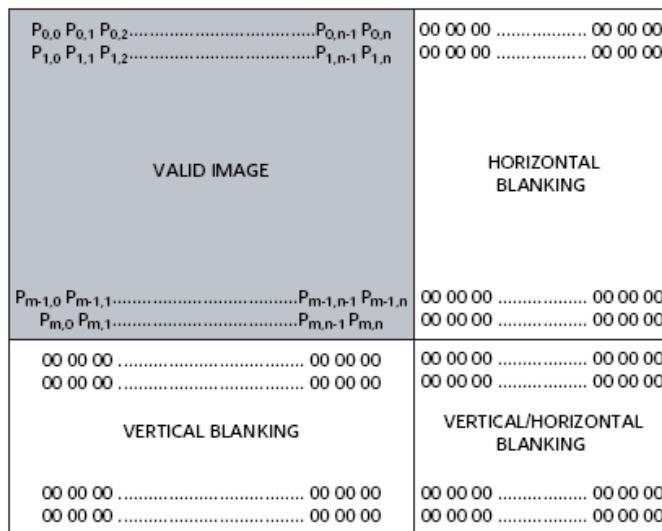 P0,0 P0,1 P0,2.....................................P0,n-1 P0,n
P1,0 P1,1 P1,2.....................................P1,n-1 P1,n
VALID IMAGE
Pm-1,0 Pm-1,1.....................................Pm-1,n-1 Pm-1,n
Pm,0 Pm,1.....................................Pm,n-1 Pm,n
00 00 00 .................. 00 00 00
00 00 00 .................. 00 00 00
HORIZONTAL
BLANKING
00 00 00 .................. 00 00 00
00 00 00 .................. 00 00 00
00 00 00 ..................................... 00 00 00
00 00 00 ..................................... 00 00 00
VERTICAL BLANKING
00 00 00 ..................................... 00 00 00
00 00 00 ..................................... 00 00 00
00 00 00 .................. 00 00 00
00 00 00 .................. 00 00 00
VERTICAL/HORIZONTAL
BLANKING
00 00 00 .................. 00 00 00
00 00 00 .................. 00 00 00